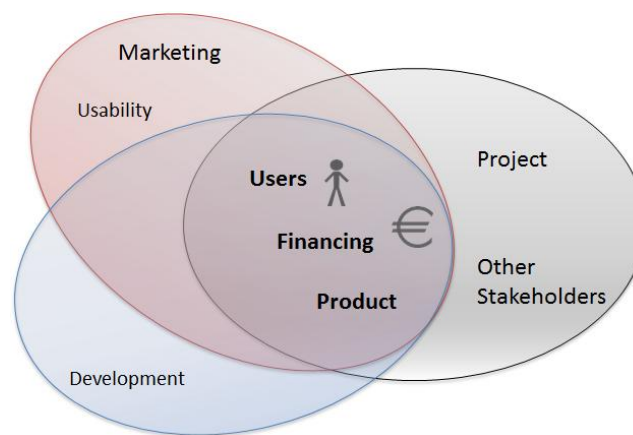 Marketing
Usability
Users
Project
Financing
€
Other
Stakeholders
Product
Development